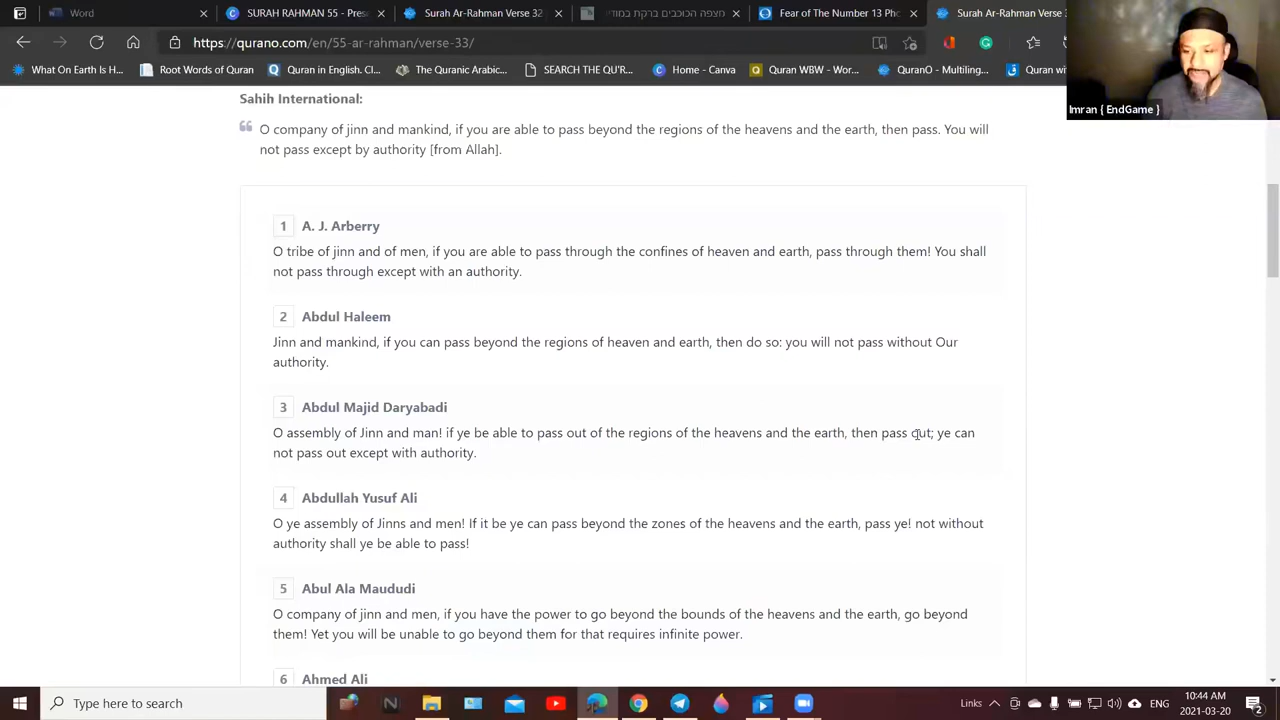 Word
SURAH RAHMAN 55 - Pres
Surah Ar-Rahman Verse 32
מצפה הכוכבים ברקת במודי
Fear of The Number 13 Pho
Surah Ar-Rahman Verse 3
https://qurano.com/en/55-ar-rahman/verse-33/
What On Earth Is H...
Root Words of Quran
Quran in English. Cl...
The Quranic Arabic...
SEARCH THE QU'R...
Home - Canva
Quran WBW - Wor...
QuranO - Multiling...
Quran wi
Imran { EndGame }
Sahih International:
O company of jinn and mankind, if you are able to pass beyond the regions of the heavens and the earth, then pass. You will
not pass except by authority [from Allah].
1 A. J. Arberry
O tribe of jinn and of men, if you are able to pass through the confines of heaven and earth, pass through them! You shall
not pass through except with an authority.
2 Abdul Haleem
Jinn and mankind, if you can pass beyond the regions of heaven and earth, then do so: you will not pass without Our
authority.
3 Abdul Majid Daryabadi
O assembly of Jinn and man! if ye be able to pass out of the regions of the heavens and the earth, then pass out; ye can
not pass out except with authority.
4 Abdullah Yusuf Ali
O ye assembly of Jinns and men! If it be ye can pass beyond the zones of the heavens and the earth, pass ye! not without
authority shall ye be able to pass!
5 Abul Ala Maududi
O company of jinn and men, if you have the power to go beyond the bounds of the heavens and the earth, go beyond
them! Yet you will be unable to go beyond them for that requires infinite power.
6 Ahmed Ali
Type here to search
Links
ENG
10:44 AM
2021-03-20
2